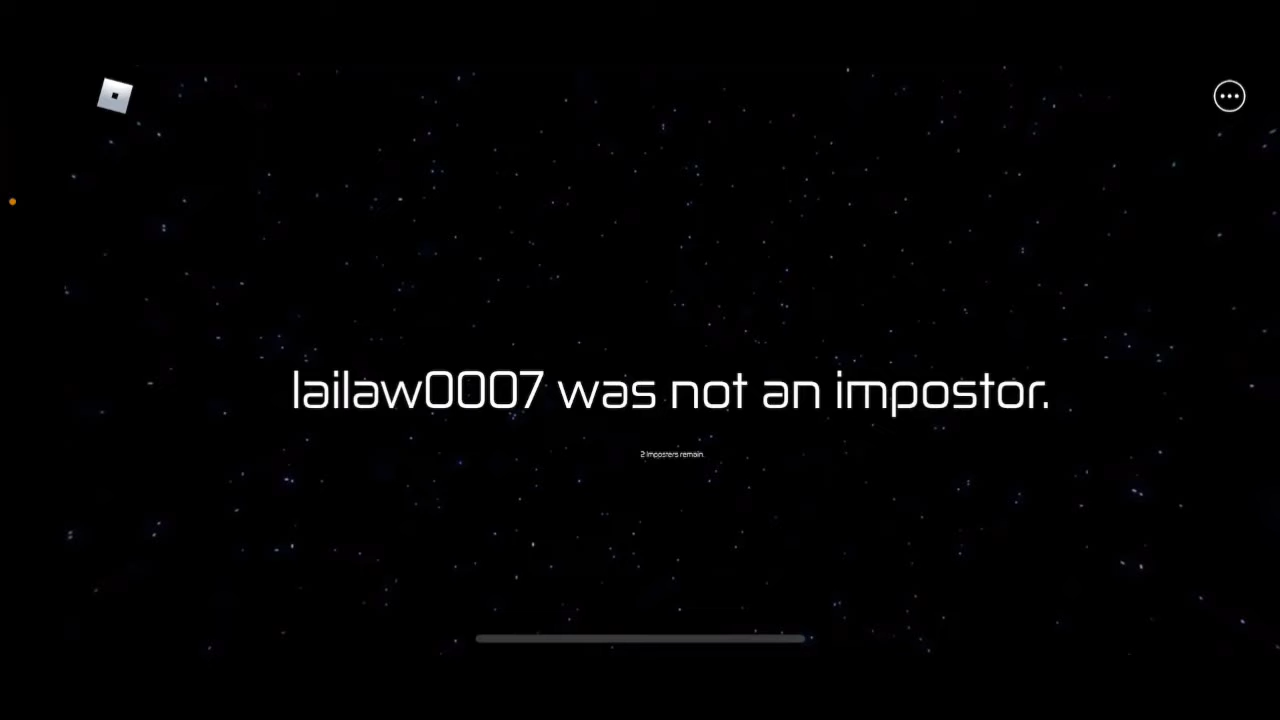 lailaw0007 was not an impostor.
2 Imposters remain.